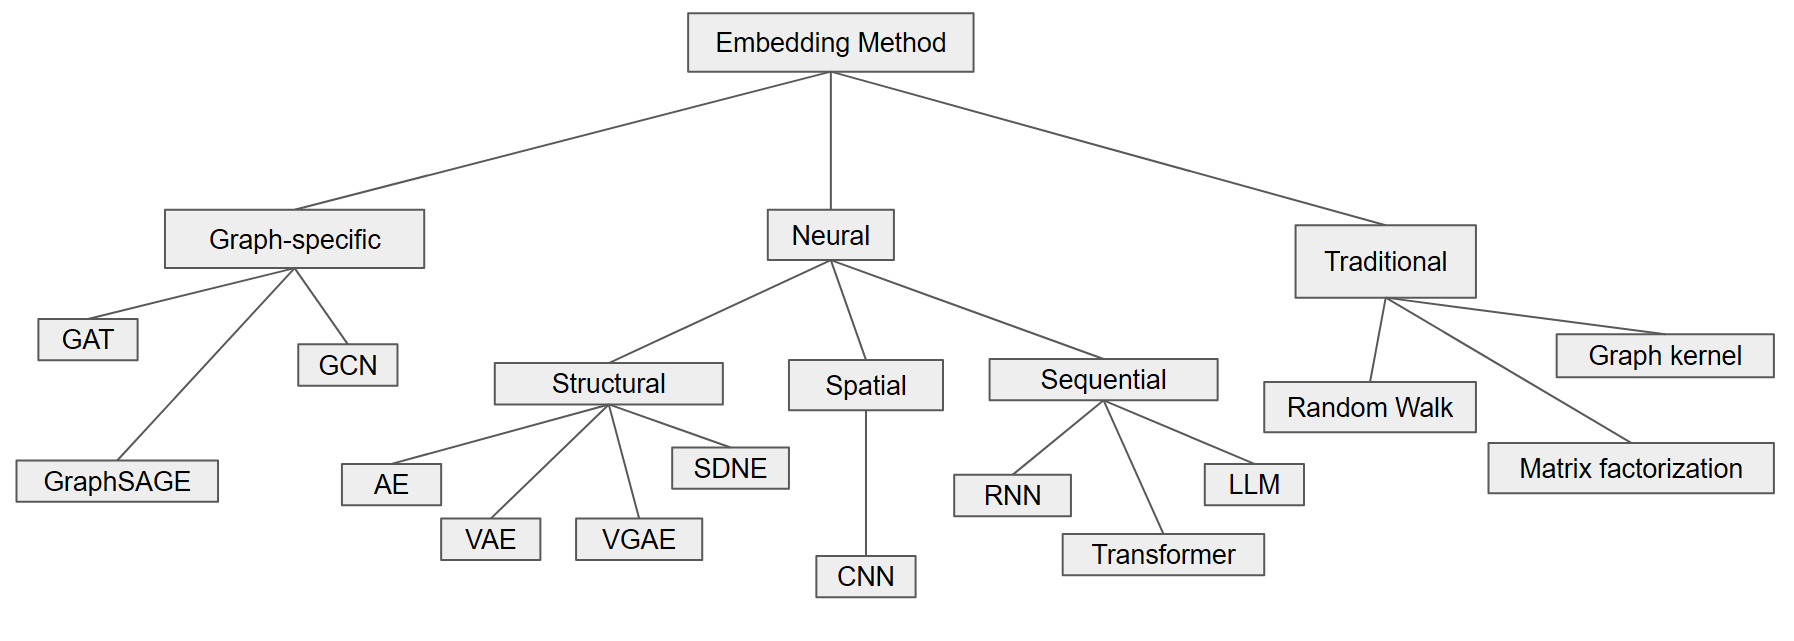 Embedding Method
Graph-specific
Neural
Traditional
GAT
GCN
GraphSAGE
Structural
Spatial
Sequential
AE
VAE
VGAE
SDNE
CNN
RNN
Transformer
LLM
Random Walk
Matrix factorization
Graph kernel